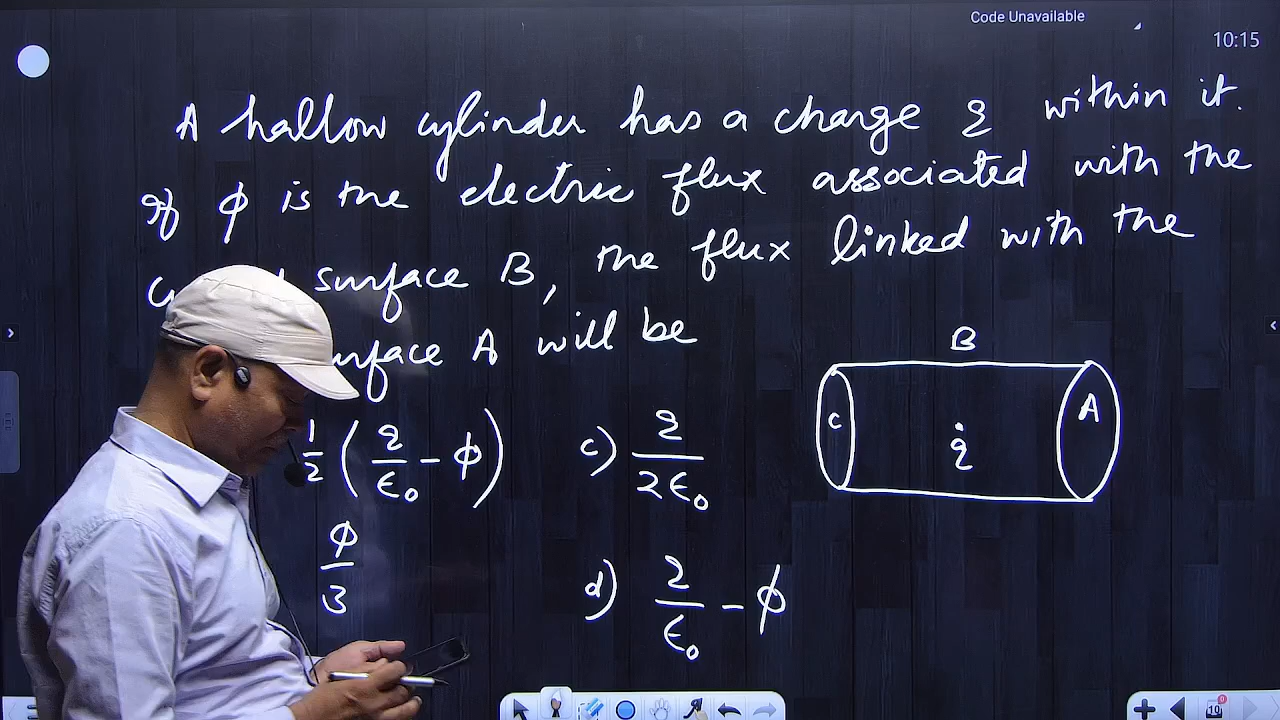 Code Unavailable
10:15
A hallow cylinder has a charge q within it.
If ϕ is the electric flux associated with the
surface B, the flux linked with the
surface A will be
B
C
A
q
1/2 (q/ϵ₀ - ϕ)
c) q/2ϵ₀
ϕ/3
d) q/ϵ₀ - ϕ